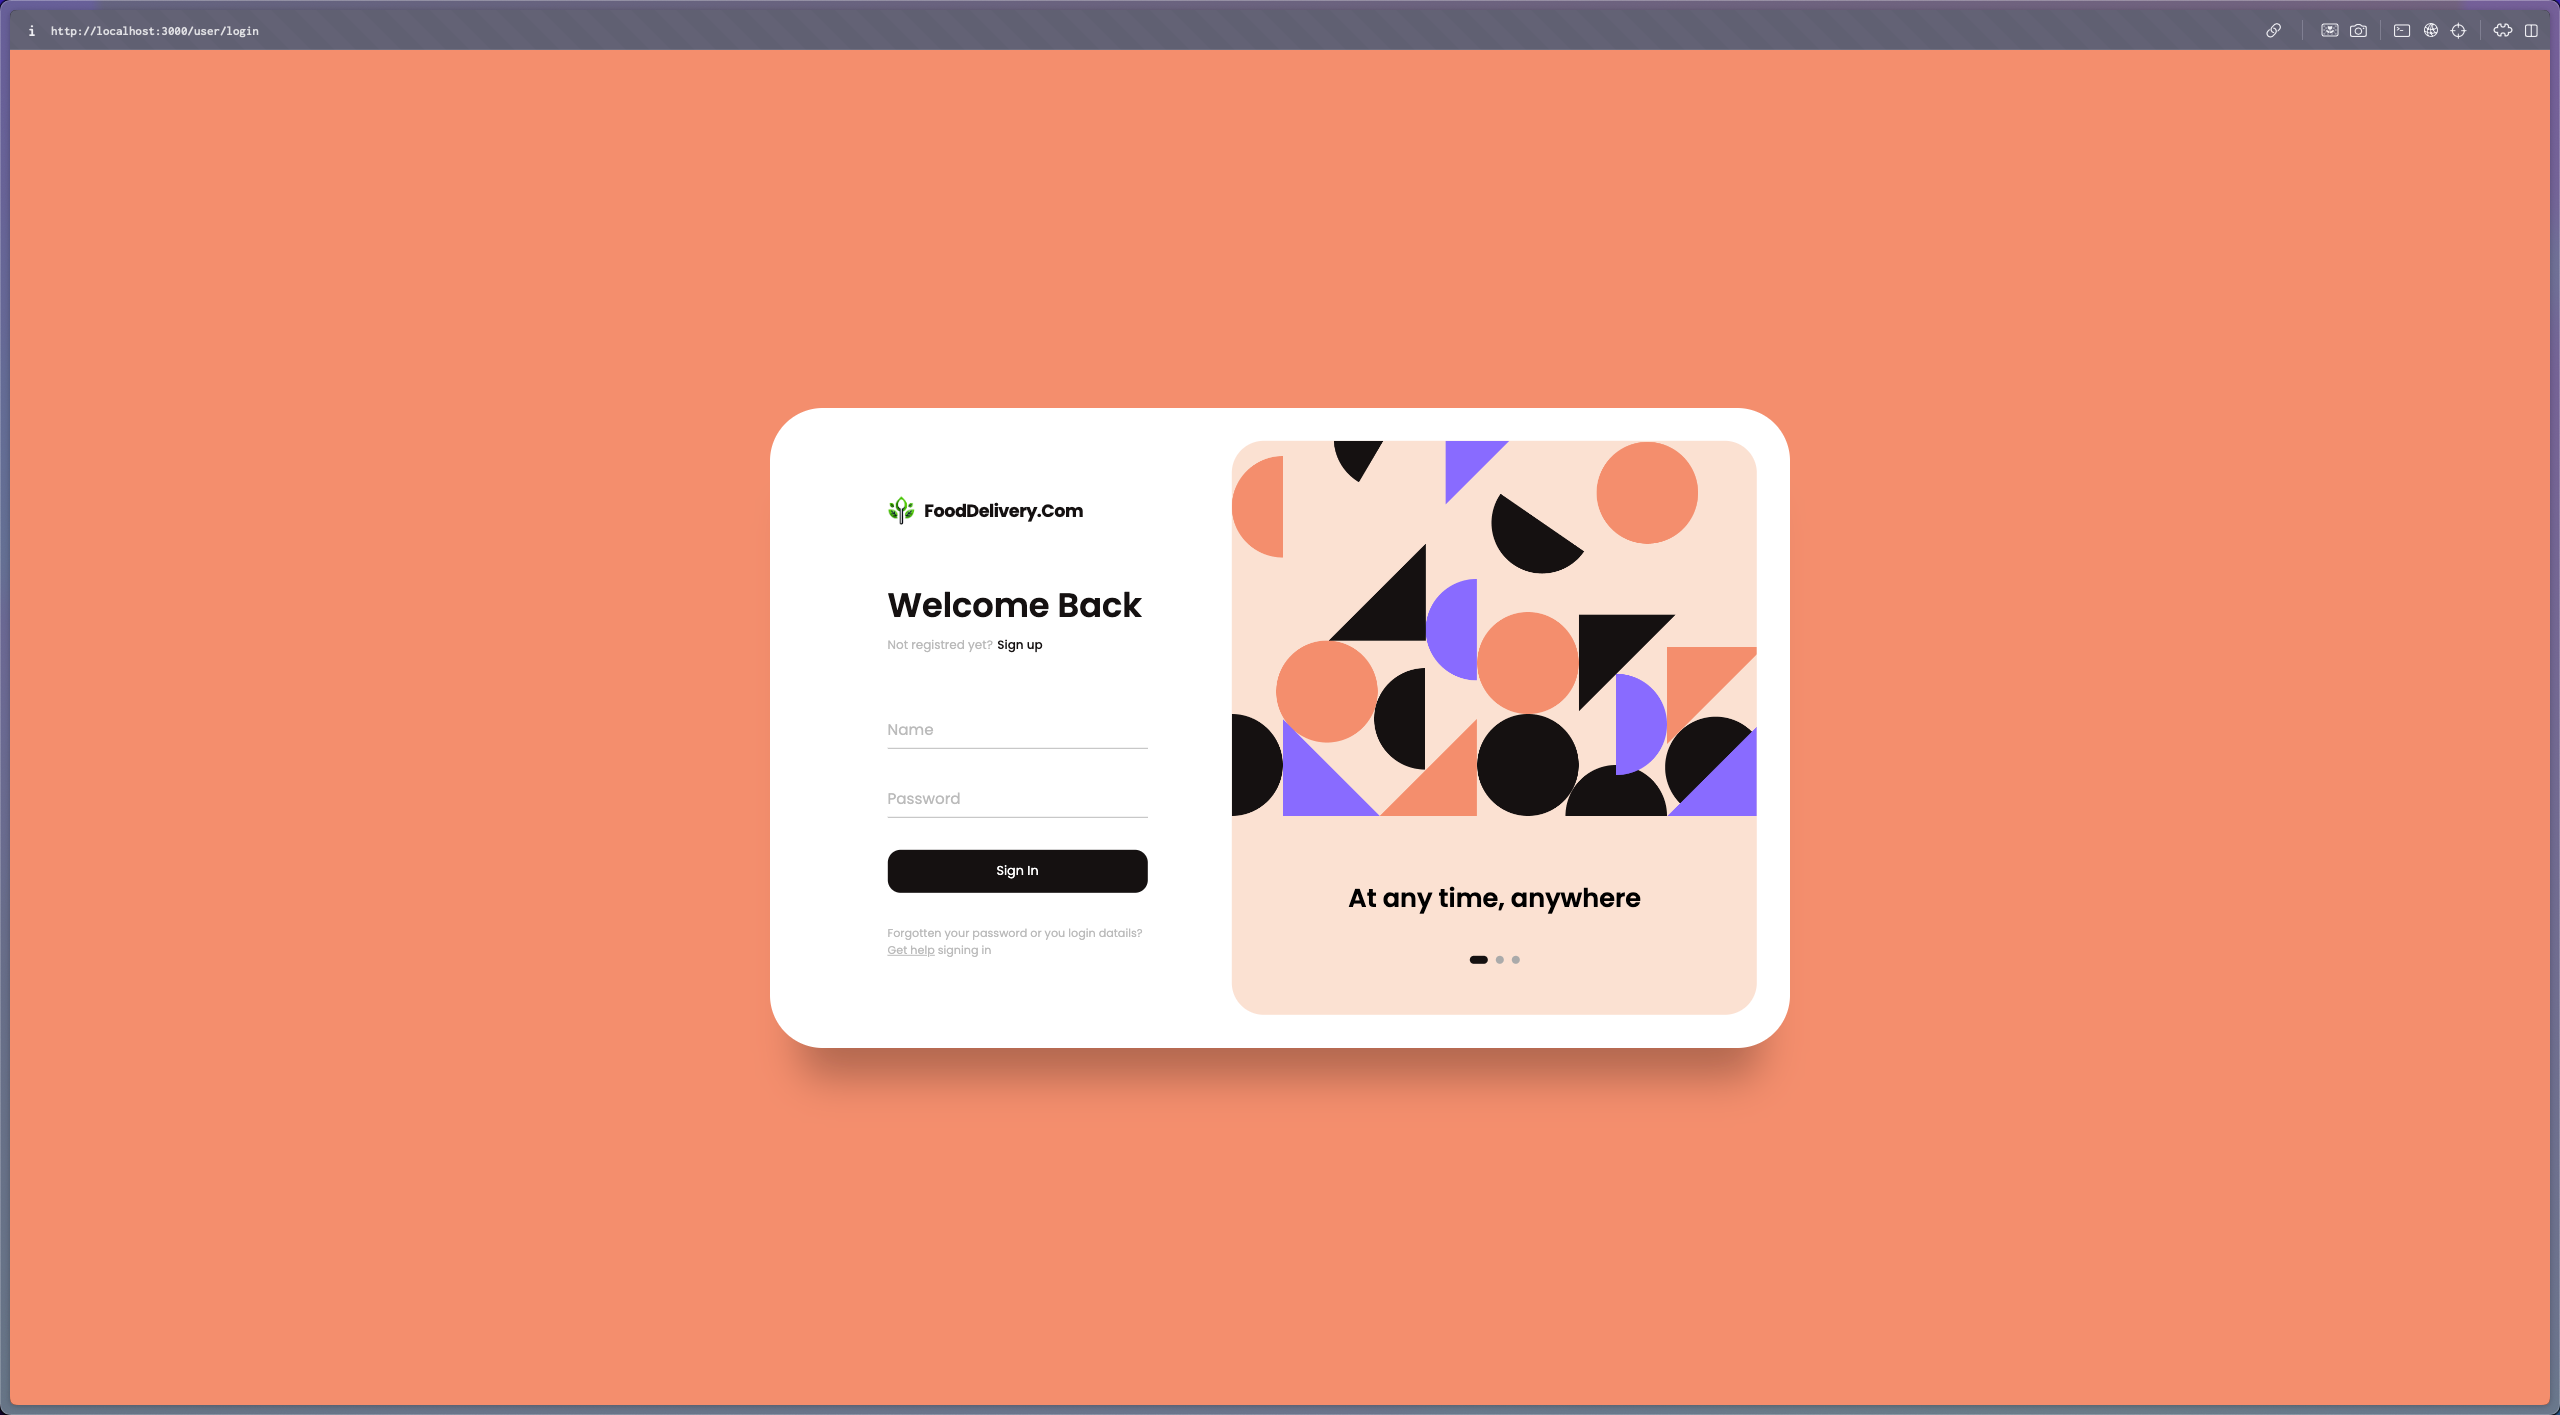 i http://localhost:3000/user/login
FoodDelivery.Com
Welcome Back
Not registred yet? Sign up
Name
Password
Sign In
Forgotten your password or you login datails?
Get help signing in
At any time, anywhere